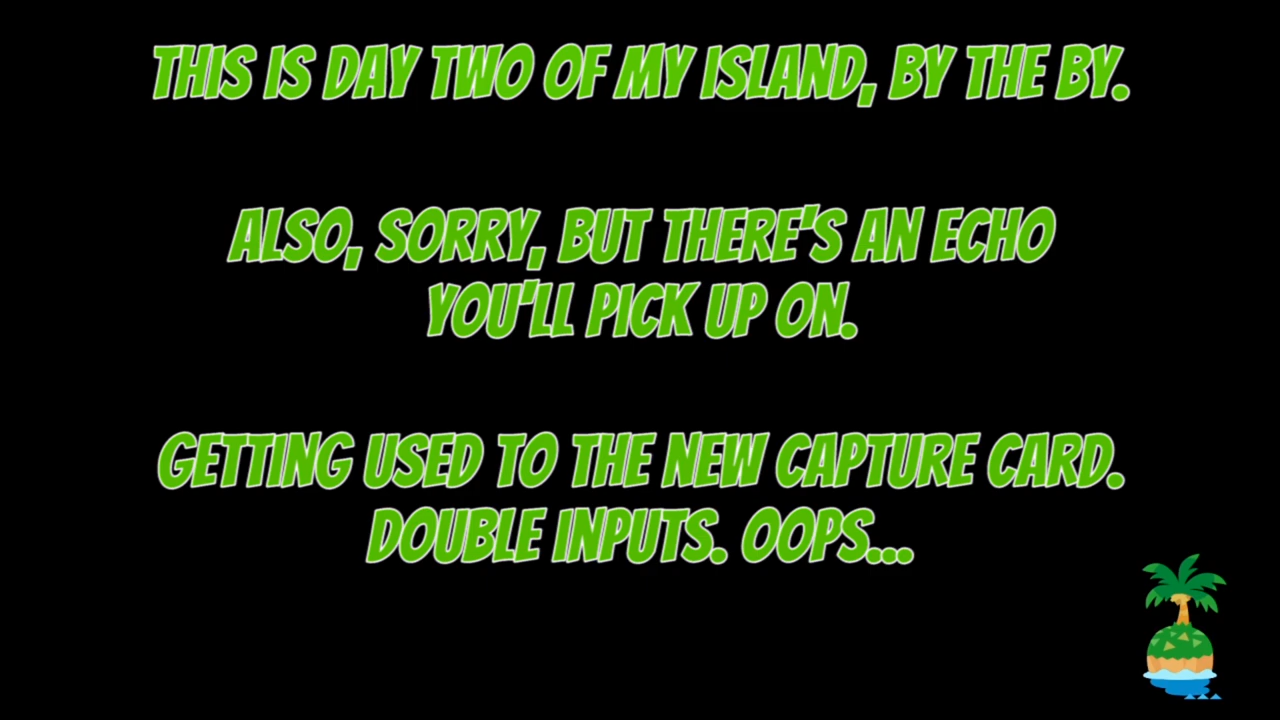 THIS IS DAY TWO OF MY ISLAND, BY THE BY.
ALSO, SORRY, BUT THERE'S AN ECHO
YOU'LL PICK UP ON.
GETTING USED TO THE NEW CAPTURE CARD.
DOUBLE INPUTS. OOPS...